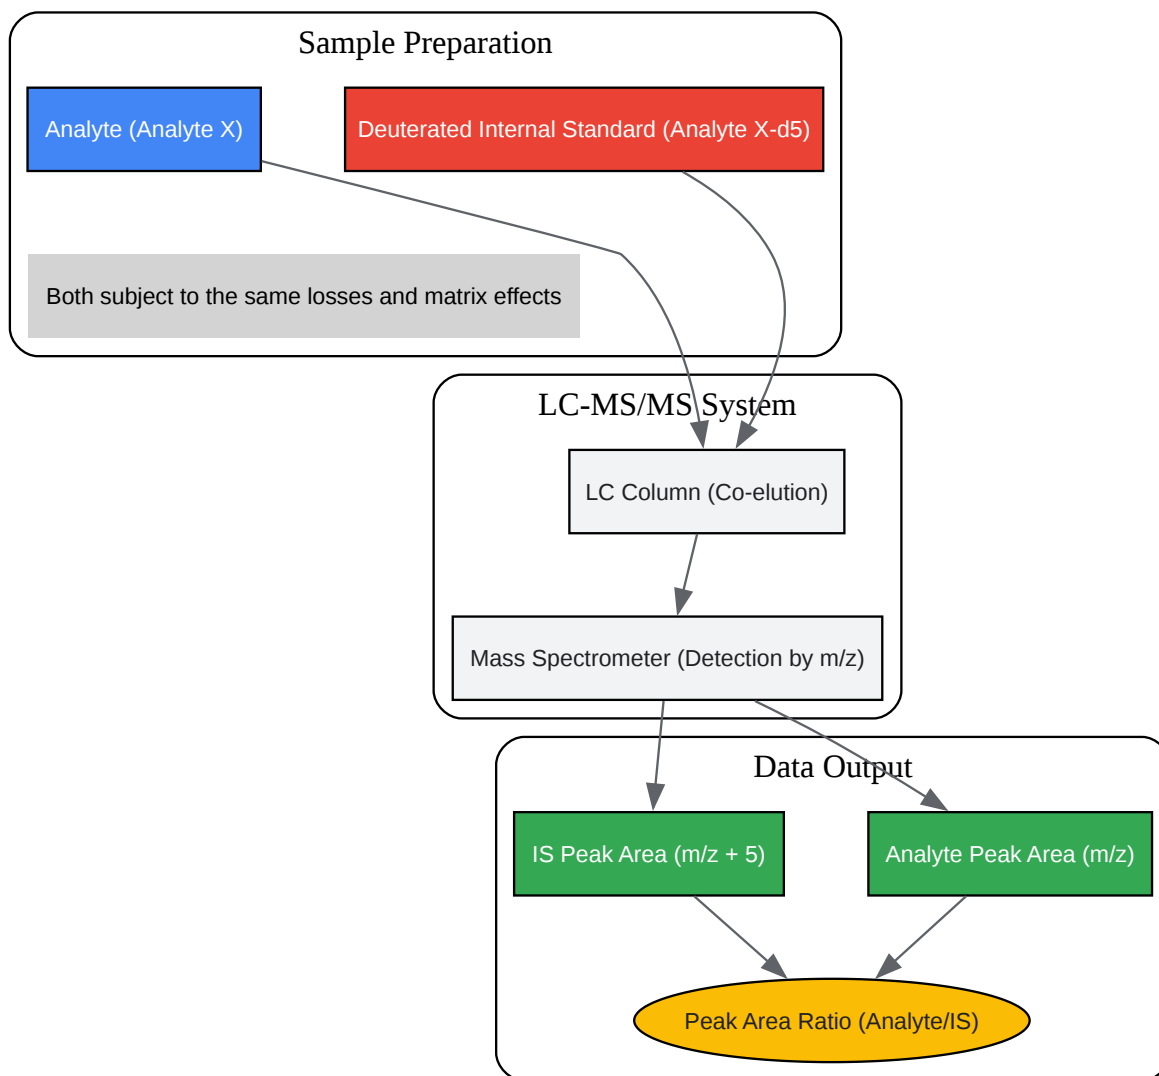 Sample Preparation
Analyte (Analyte X)
Deuterated Internal Standard (Analyte X-d5)
Both subject to the same losses and matrix effects
LC-MS/MS System
LC Column (Co-elution)
Mass Spectrometer (Detection by m/z)
Data Output
IS Peak Area (m/z + 5)
Analyte Peak Area (m/z)
Peak Area Ratio (Analyte/IS)